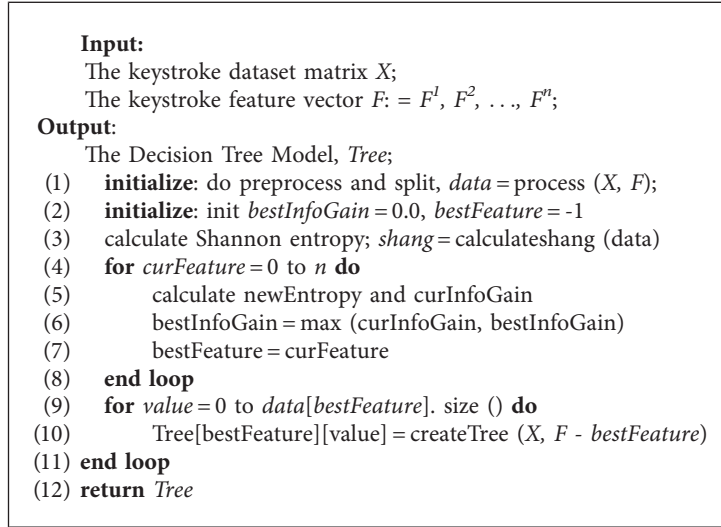 Input:
The keystroke dataset matrix X;
The keystroke feature vector F: = F¹, F², . . ., Fⁿ;
Output:
The Decision Tree Model, Tree;
(1) initialize: do preprocess and split, data = process (X, F);
(2) initialize: init bestInfoGain = 0.0, bestFeature = -1
(3) calculate Shannon entropy; shang = calculateshang (data)
(4) for curFeature = 0 to n do
(5) calculate newEntropy and curInfoGain
(6) bestInfoGain = max (curInfoGain, bestInfoGain)
(7) bestFeature = curFeature
(8) end loop
(9) for value = 0 to data[bestFeature]. size () do
(10) Tree[bestFeature][value] = createTree (X, F - bestFeature)
(11) end loop
(12) return Tree